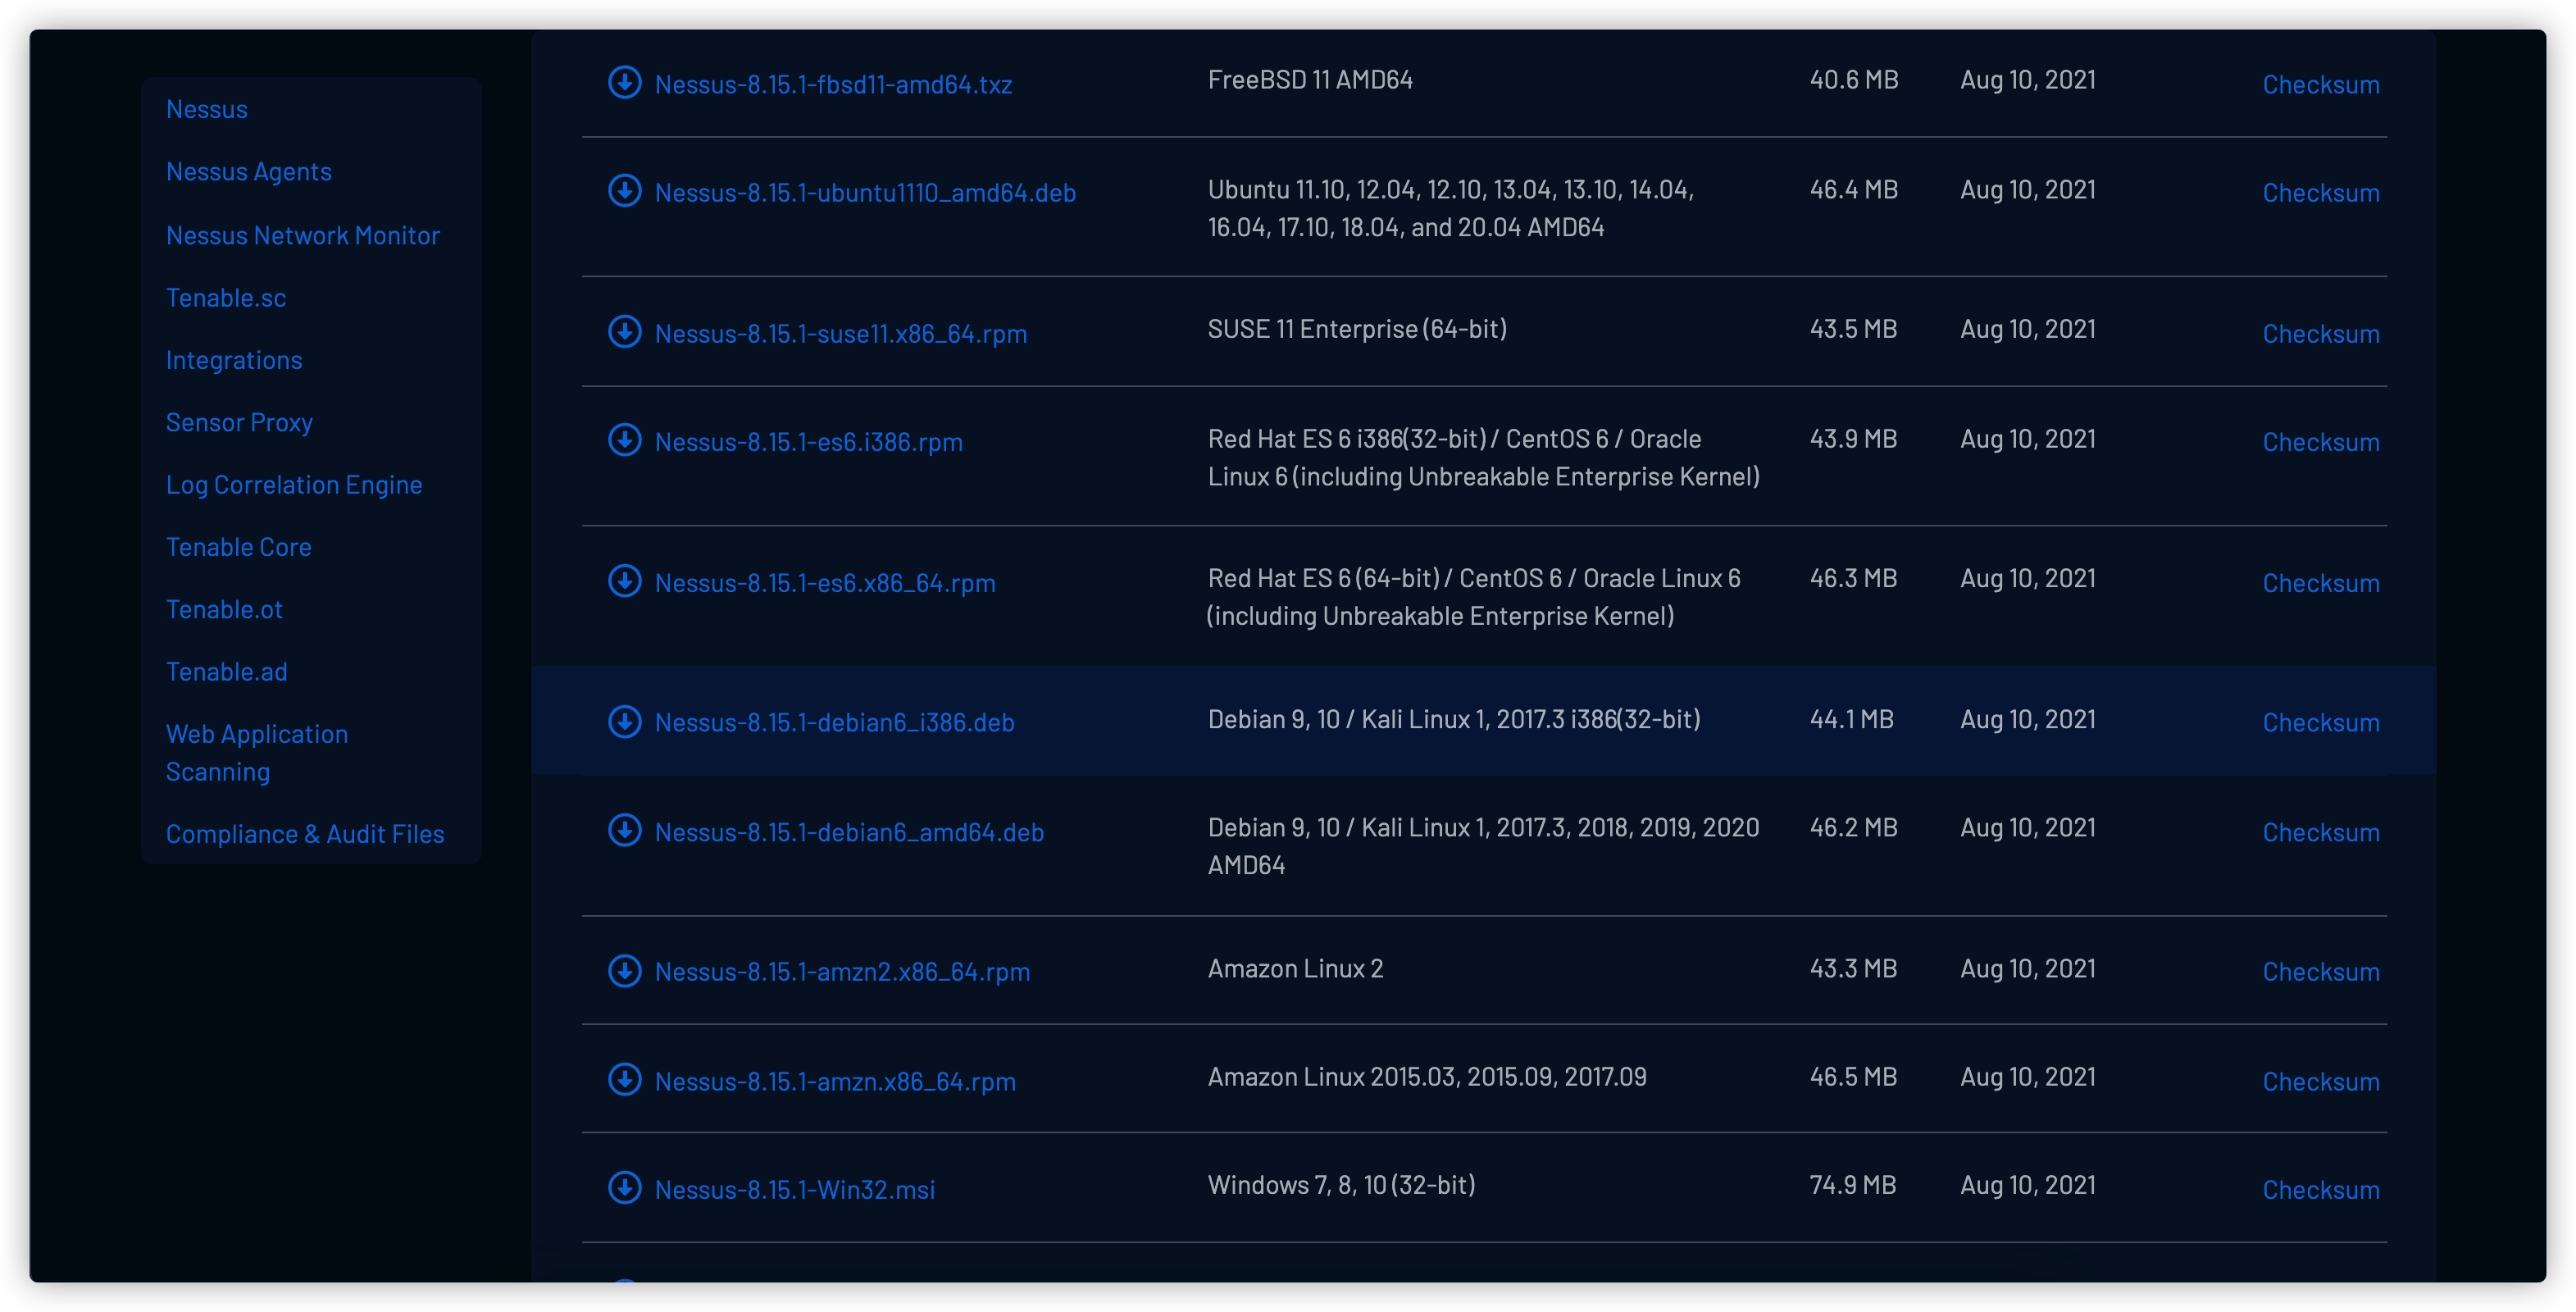 Nessus
Nessus Agents
Nessus Network Monitor
Tenable.sc
Integrations
Sensor Proxy
Log Correlation Engine
Tenable Core
Tenable.ot
Tenable.ad
Web Application
Scanning
Compliance & Audit Files
Nessus-8.15.1-fbsd11-amd64.txz FreeBSD 11 AMD64 40.6 MB Aug 10, 2021 Checksum
Nessus-8.15.1-ubuntu1110_amd64.deb Ubuntu 11.10, 12.04, 12.10, 13.04, 13.10, 14.04, 46.4 MB Aug 10, 2021 Checksum
16.04, 17.10, 18.04, and 20.04 AMD64
Nessus-8.15.1-suse11.x86_64.rpm SUSE 11 Enterprise (64-bit) 43.5 MB Aug 10, 2021 Checksum
Nessus-8.15.1-es6.i386.rpm Red Hat ES 6 i386(32-bit) / CentOS 6 / Oracle 43.9 MB Aug 10, 2021 Checksum
Linux 6 (including Unbreakable Enterprise Kernel)
Nessus-8.15.1-es6.x86_64.rpm Red Hat ES 6 (64-bit) / CentOS 6 / Oracle Linux 6 46.3 MB Aug 10, 2021 Checksum
(including Unbreakable Enterprise Kernel)
Nessus-8.15.1-debian6_i386.deb Debian 9, 10 / Kali Linux 1, 2017.3 i386(32-bit) 44.1 MB Aug 10, 2021 Checksum
Nessus-8.15.1-debian6_amd64.deb Debian 9, 10 / Kali Linux 1, 2017.3, 2018, 2019, 2020 46.2 MB Aug 10, 2021 Checksum
AMD64
Nessus-8.15.1-amzn2.x86_64.rpm Amazon Linux 2 43.3 MB Aug 10, 2021 Checksum
Nessus-8.15.1-amzn.x86_64.rpm Amazon Linux 2015.03, 2015.09, 2017.09 46.5 MB Aug 10, 2021 Checksum
Nessus-8.15.1-Win32.msi Windows 7, 8, 10 (32-bit) 74.9 MB Aug 10, 2021 Checksum